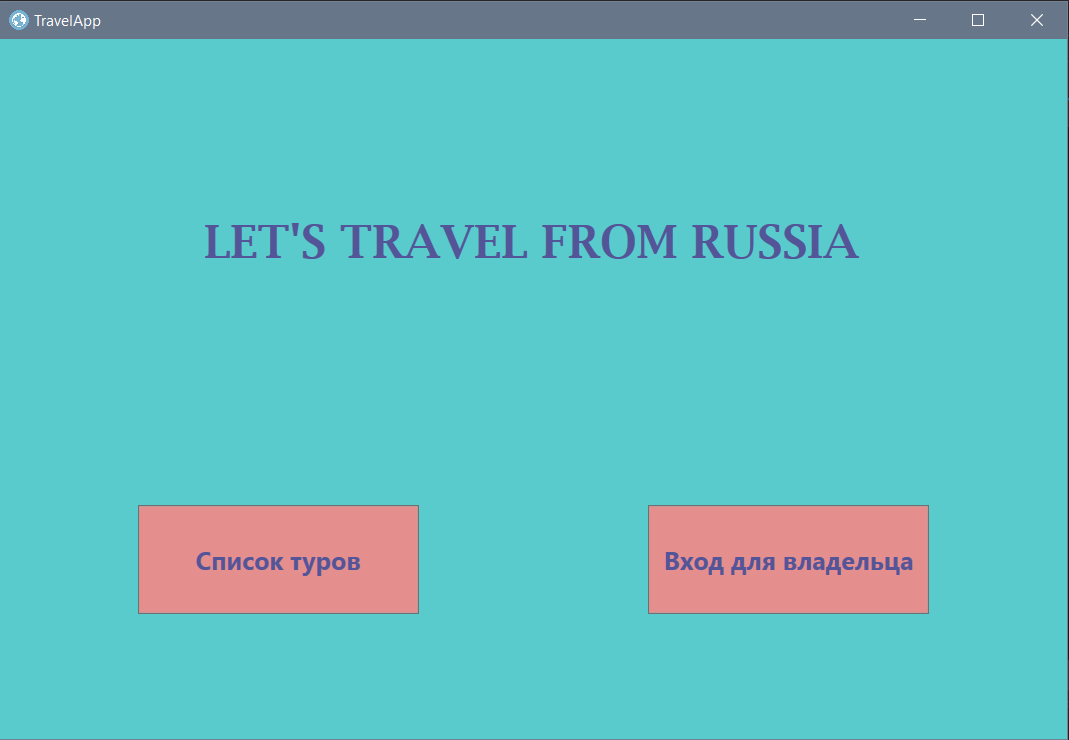 TravelApp
LET'S TRAVEL FROM RUSSIA
Список туров
Вход для владельца